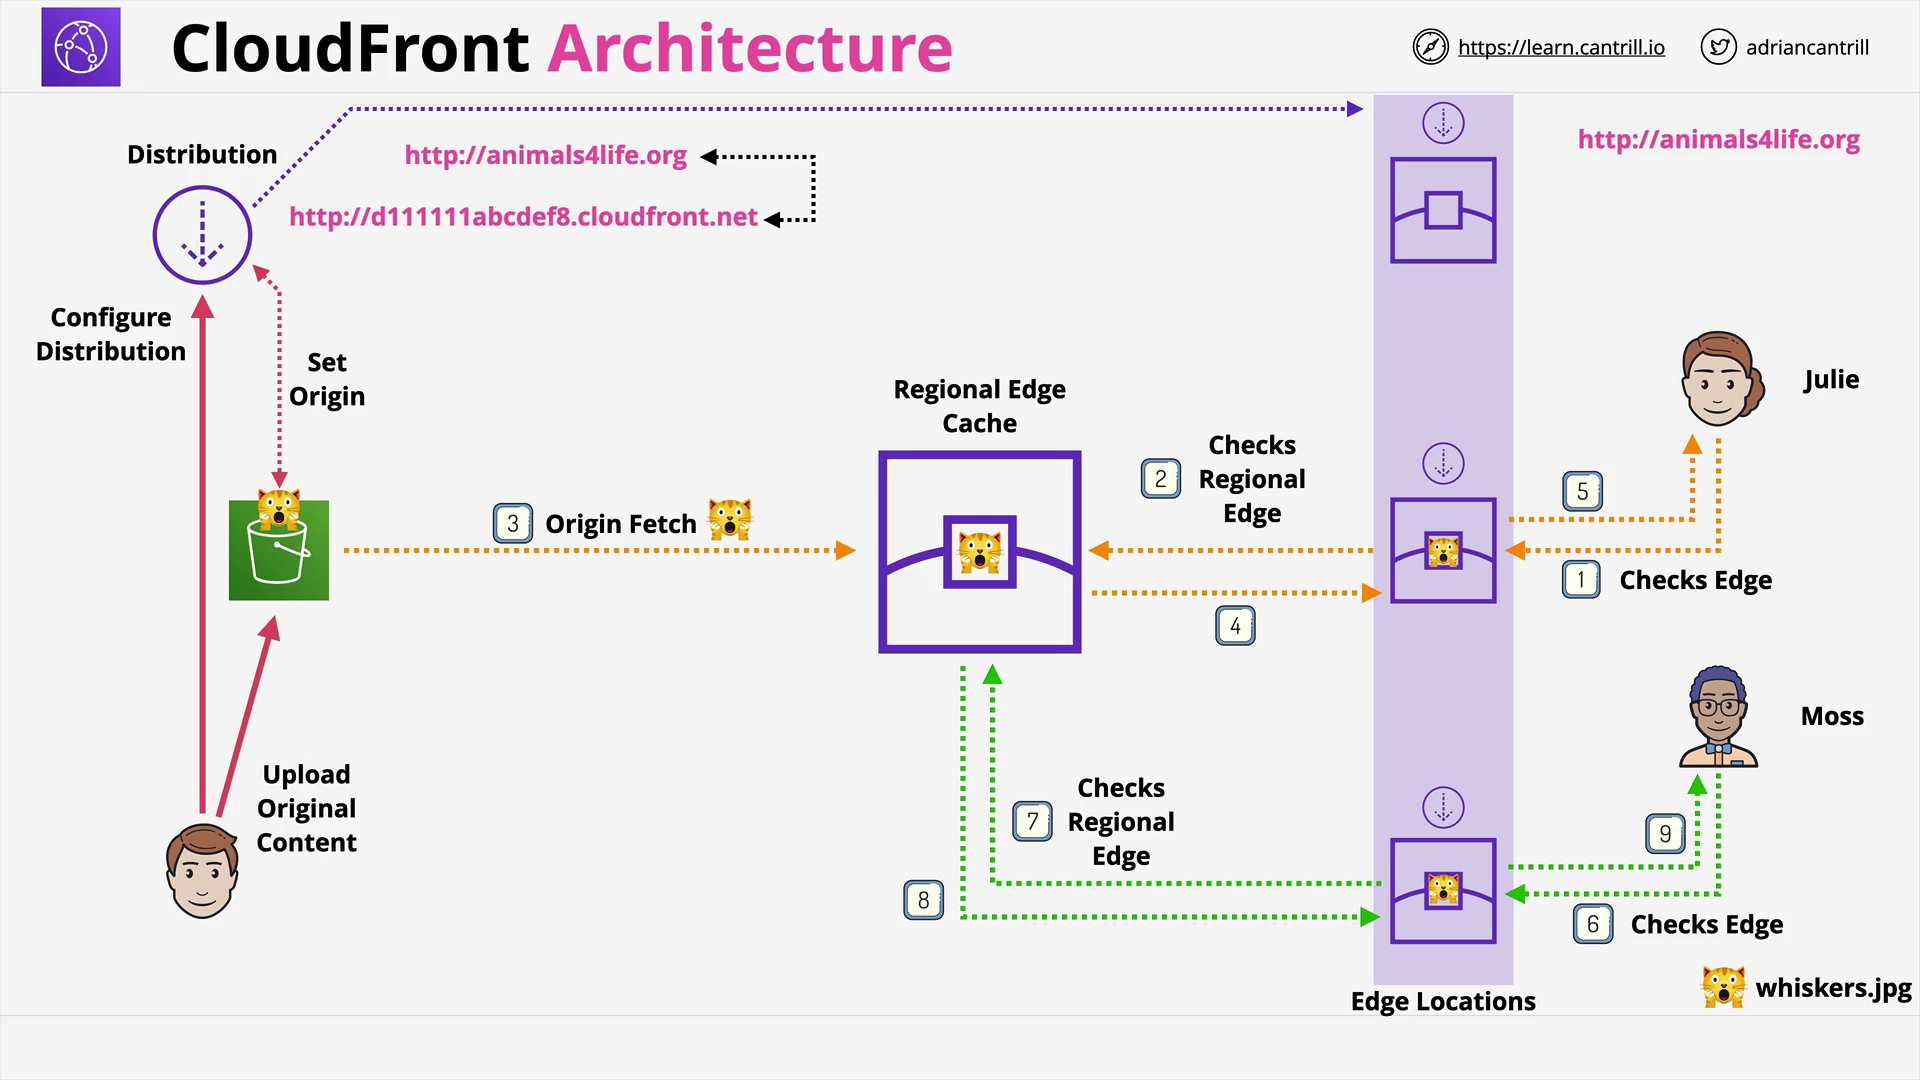 CloudFront Architecture
https://learn.cantrill.io
adriancantrill
Distribution
http://animals4life.org
http://d111111abcdef8.cloudfront.net
http://animals4life.org
Configure
Distribution
Set
Origin
Regional Edge
Cache
Julie
2
Checks
Regional
Edge
5
3
Origin Fetch
1
Checks Edge
4
Moss
Upload
Original
Content
7
Checks
Regional
Edge
9
8
6
Checks Edge
whiskers.jpg
Edge Locations